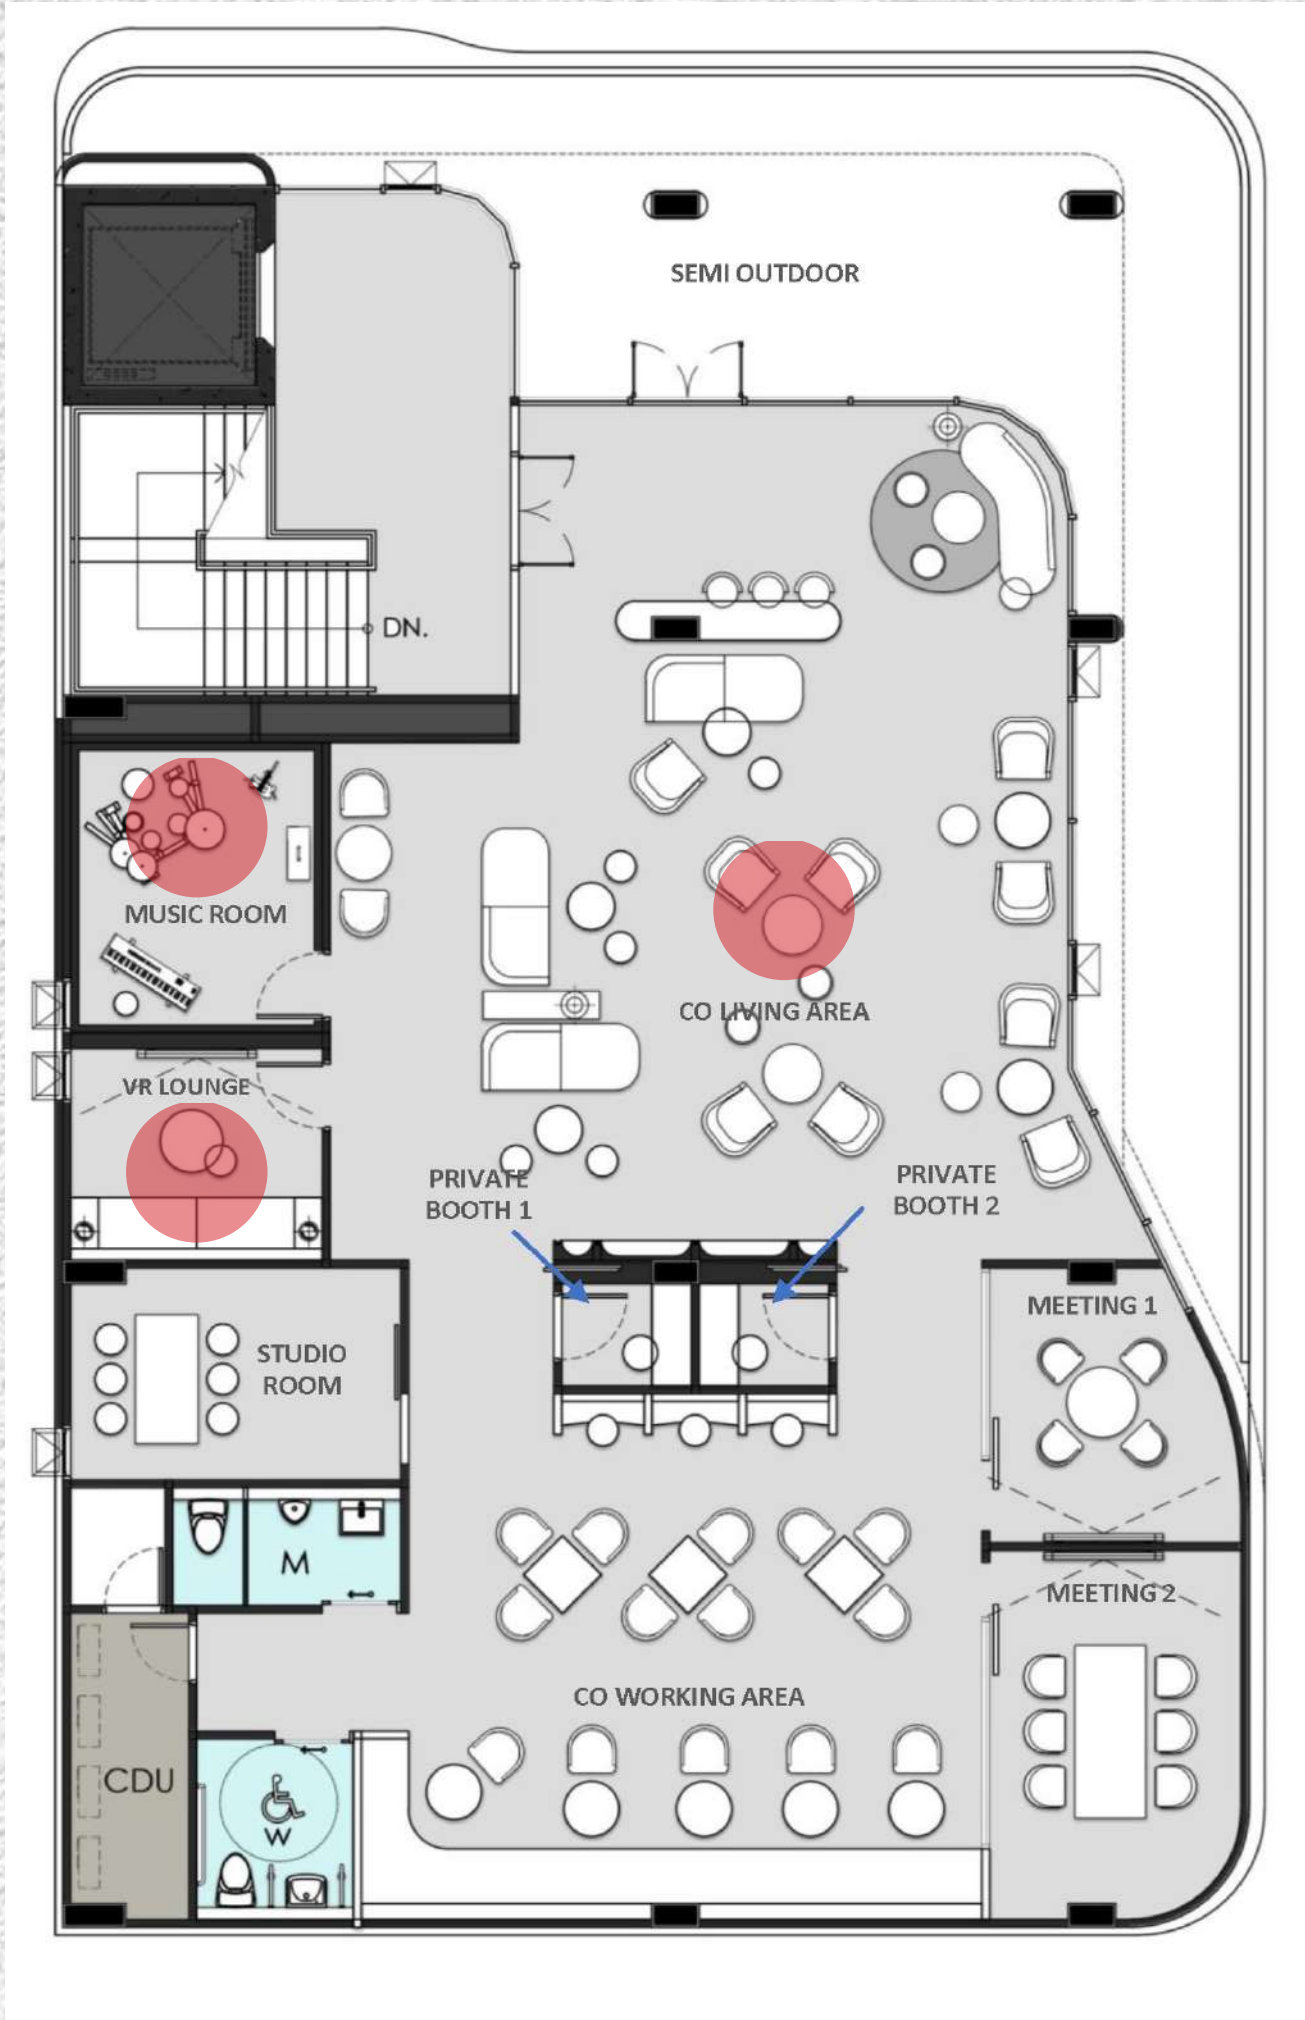 SEMI OUTDOOR
DN.
MUSIC ROOM
CO LIVING AREA
VR LOUNGE
PRIVATE
BOOTH 1
PRIVATE
BOOTH 2
MEETING 1
STUDIO
ROOM
M
MEETING 2
CO WORKING AREA
CDU
W